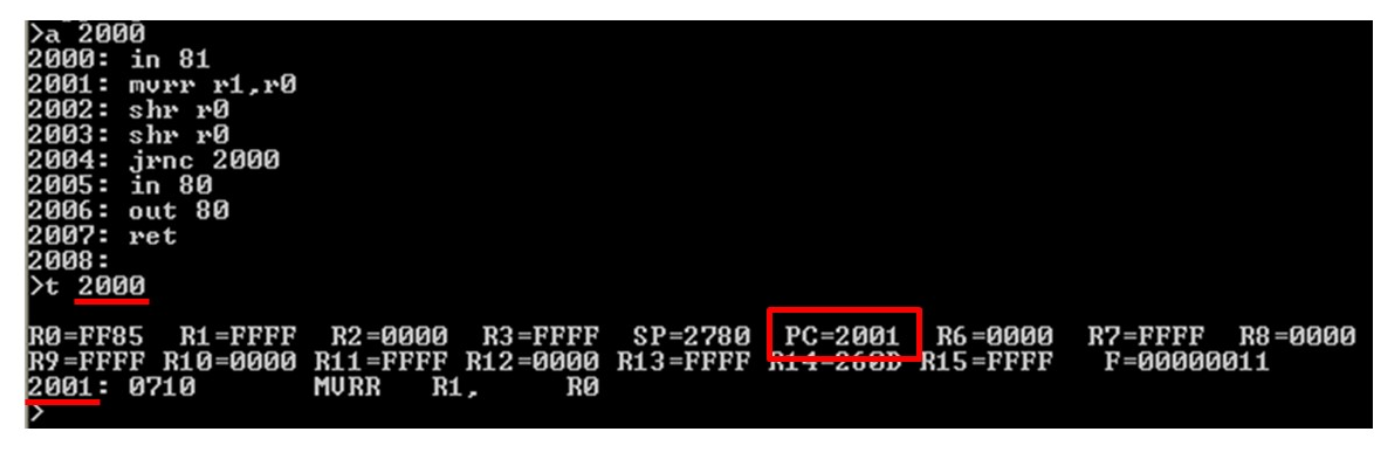 >a 2000
2000: in 81
2001: mvrr r1,r0
2002: shr r0
2003: shr r0
2004: jrnc 2000
2005: in 80
2006: out 80
2007: ret
2008:
>t 2000
R0=FF85 R1=FFFF R2=0000 R3=FFFF SP=2780 PC=2001 R6=0000 R7=FFFF R8=0000
R9=FFFF R10=0000 R11=FFFF R12=0000 R13=FFFF R15=FFFF F=00000011
2001: 0710 MVRR R1, R0
>